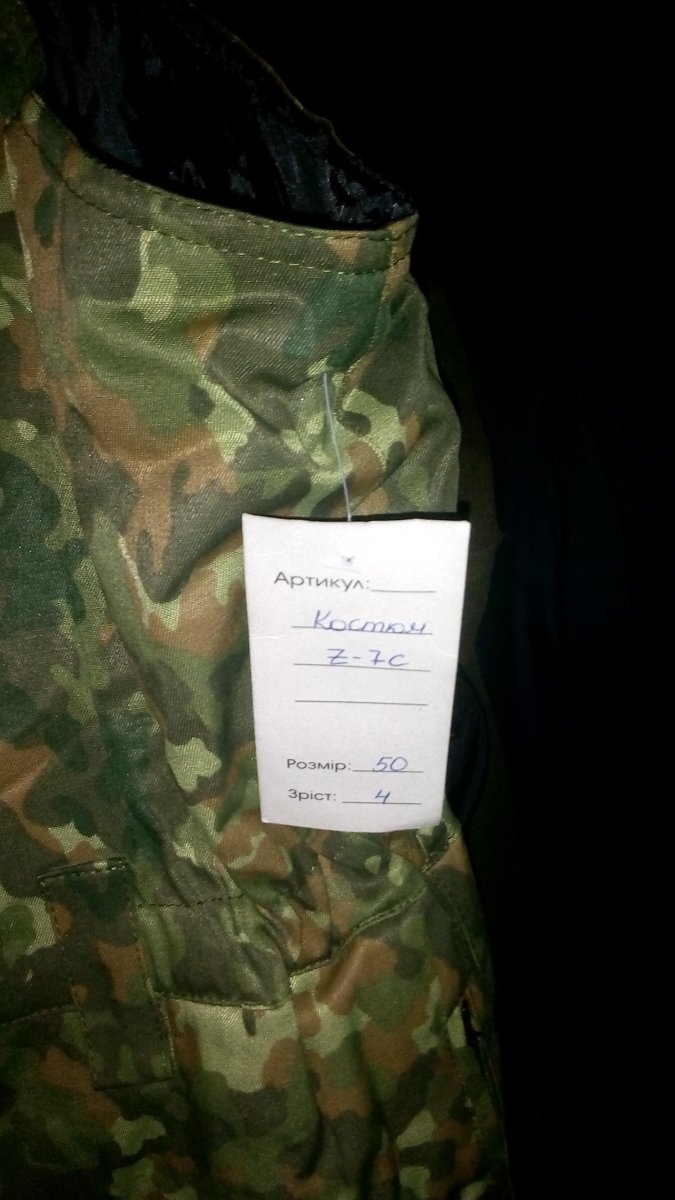 Артикул:
Костюм
Z-7C
Розмір: 50
Зріст: 4